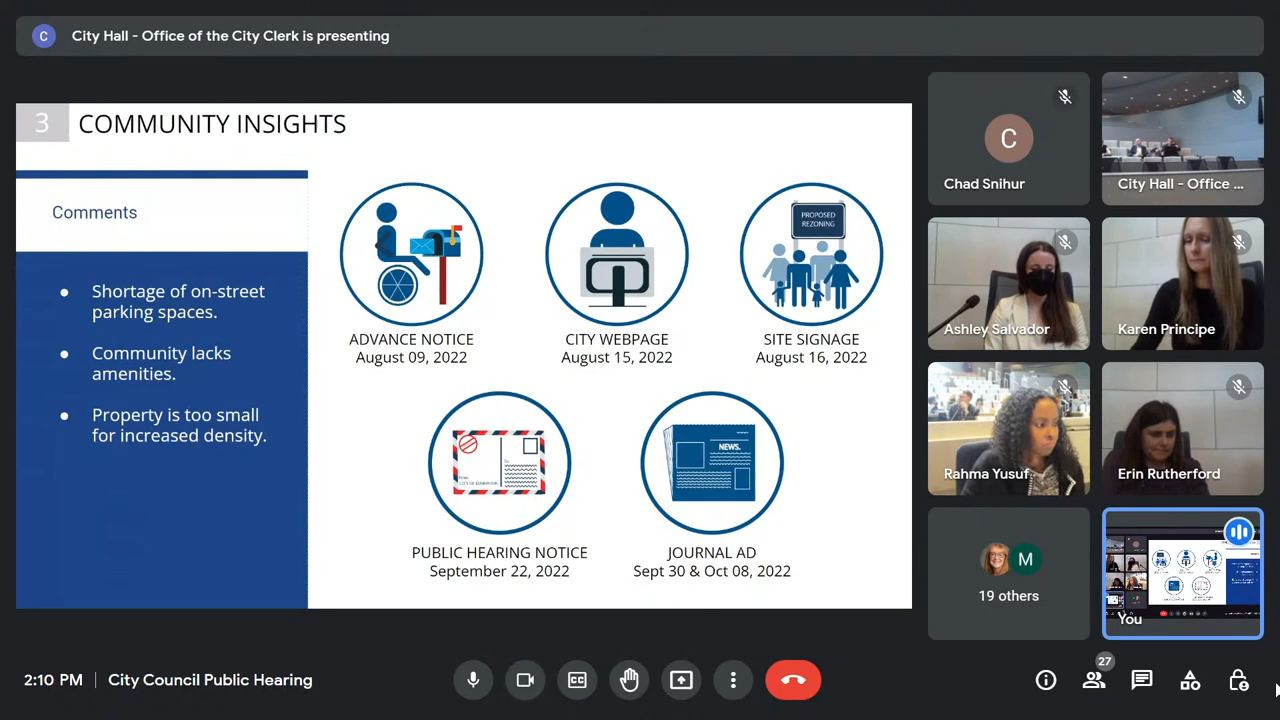 C
City Hall - Office of the City Clerk is presenting
3
COMMUNITY INSIGHTS
Comments
● Shortage of on-street
parking spaces.
● Community lacks
amenities.
● Property is too small
for increased density.
ADVANCE NOTICE
August 09, 2022
CITY WEBPAGE
August 15, 2022
PROPOSED
REZONING
SITE SIGNAGE
August 16, 2022
PUBLIC HEARING NOTICE
September 22, 2022
NEWS.
JOURNAL AD
Sept 30 & Oct 08, 2022
C
Chad Snihur
City Hall - Office ...
Ashley Salvador
Karen Principe
Rahma Yusuf
Erin Rutherford
M
19 others
You
2:10 PM | City Council Public Hearing
CC
27